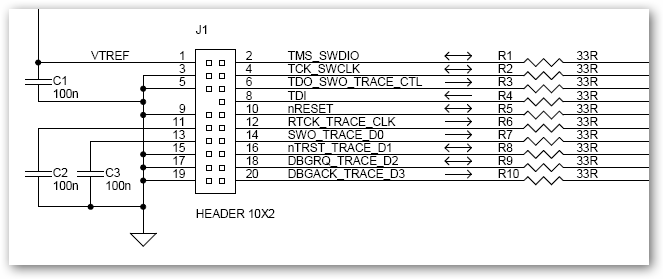 J1
VTREF 1 2 TMS_SWDIO R1 33R
3 4 TCK_SWCLK R2 33R
5 6 TDO_SWO_TRACE_CTL R3 33R
C1 8 TDI R4 33R
100n 9 10 nRESET R5 33R
11 12 RTCK_TRACE_CLK R6 33R
13 14 SWO_TRACE_D0 R7 33R
15 16 nTRST_TRACE_D1 R8 33R
17 18 DBGRQ_TRACE_D2 R9 33R
C2 C3 19 20 DBGACK_TRACE_D3 R10 33R
100n 100n
HEADER 10X2